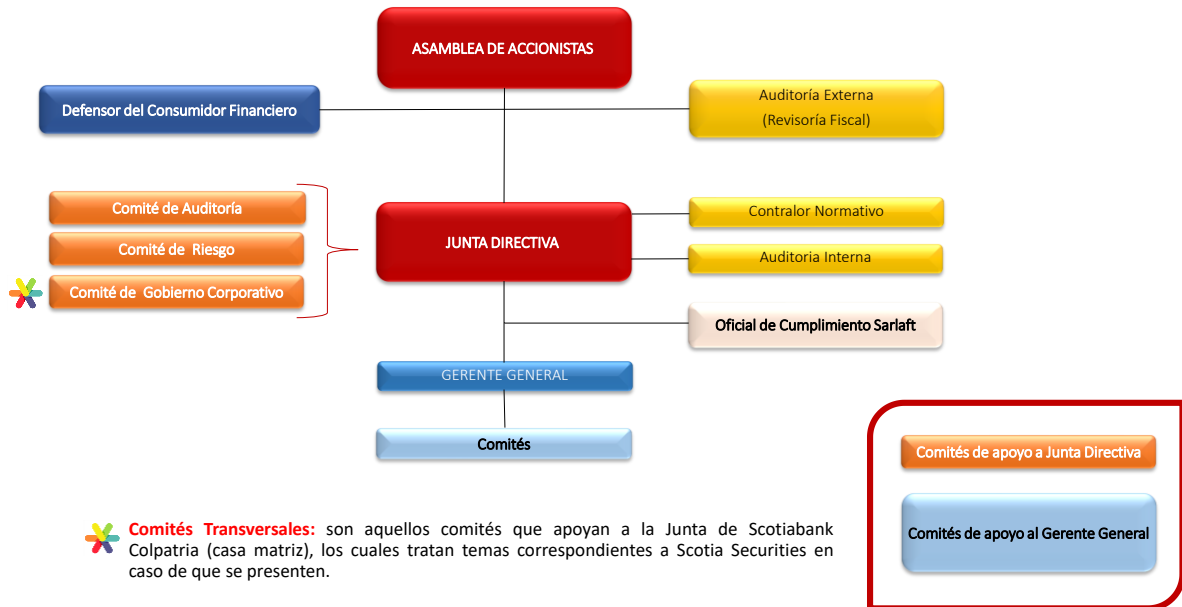 ASAMBLEA DE ACCIONISTAS
Defensor del Consumidor Financiero
Auditoría Externa
(Revisoría Fiscal)
Comité de Auditoría
Comité de Riesgo
Comité de Gobierno Corporativo
JUNTA DIRECTIVA
Contralor Normativo
Auditoria Interna
Oficial de Cumplimiento Sarlaft
GERENTE GENERAL
Comités
Comités de apoyo a Junta Directiva
Comités de apoyo al Gerente General
Comités Transversales: son aquellos comités que apoyan a la Junta de Scotiabank
Colpatria (casa matriz), los cuales tratan temas correspondientes a Scotia Securities en
caso de que se presenten.